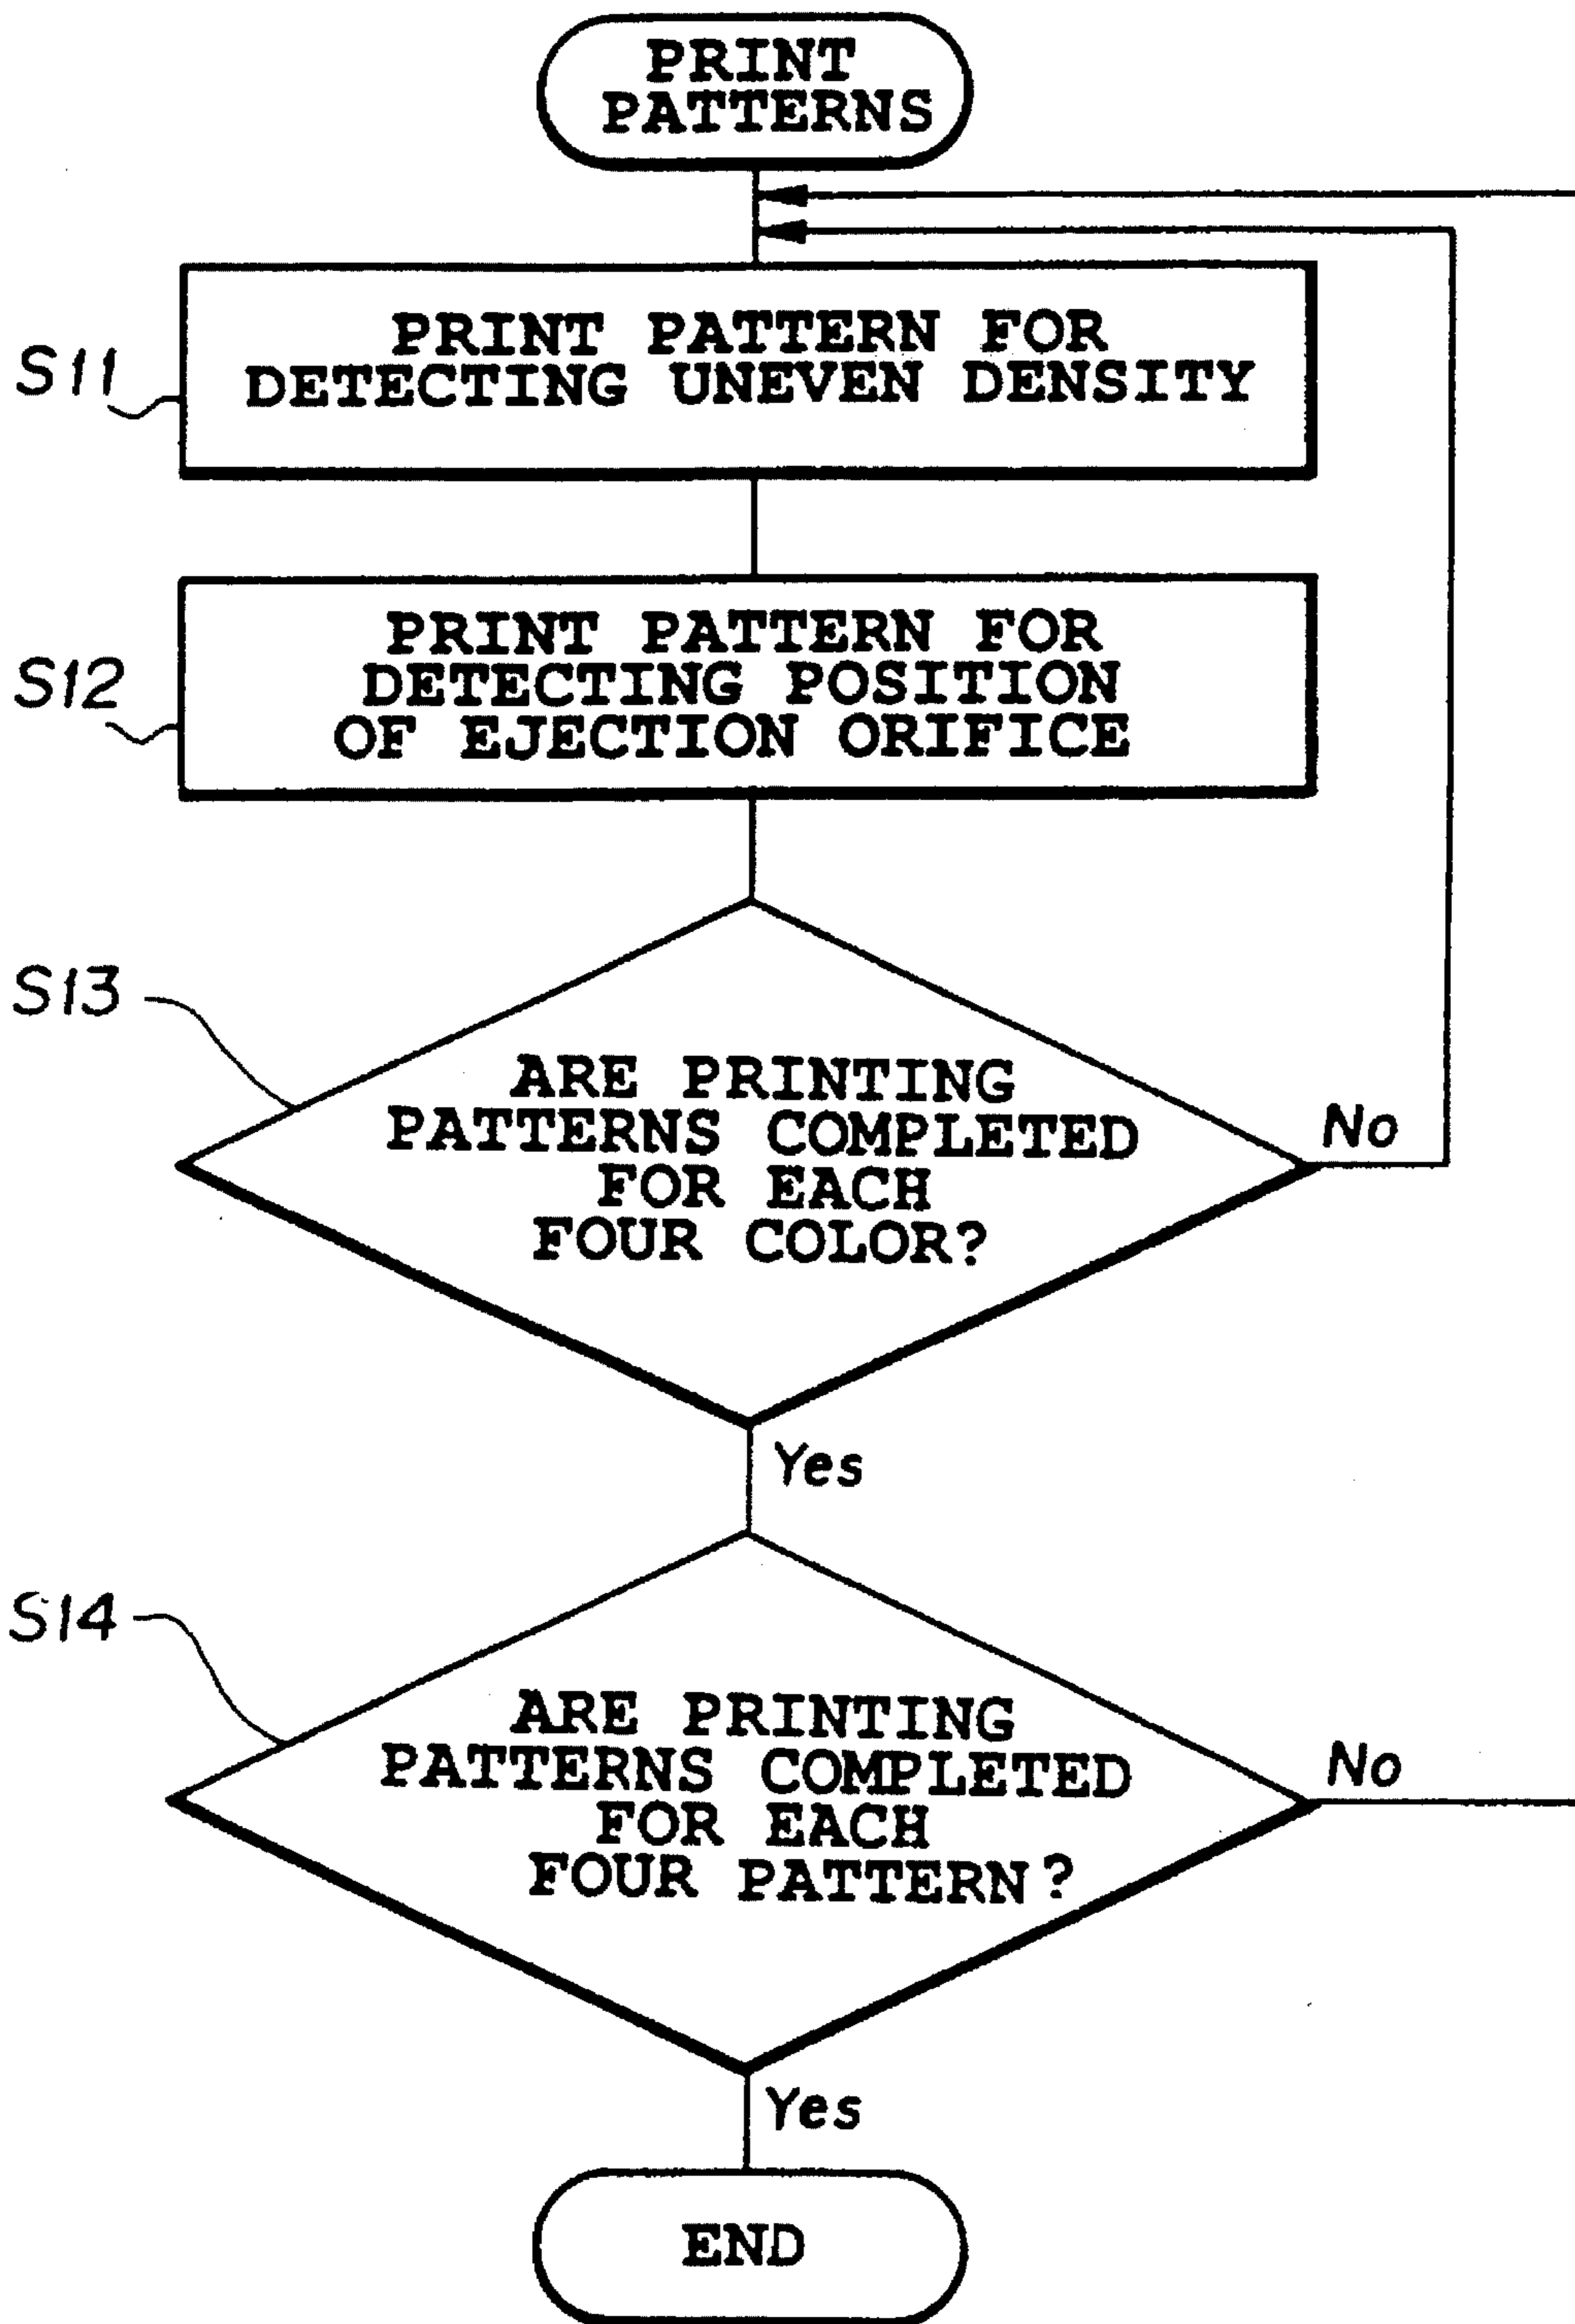 PRINT
PATTERNS
S11
PRINT PATTERN FOR
DETECTING UNEVEN DENSITY
S12
PRINT PATTERN FOR
DETECTING POSITION
OF EJECTION ORIFICE
S13
ARE PRINTING
PATTERNS COMPLETED
FOR EACH
FOUR COLOR?
No
Yes
S14
ARE PRINTING
PATTERNS COMPLETED
FOR EACH
FOUR PATTERN?
No
Yes
END